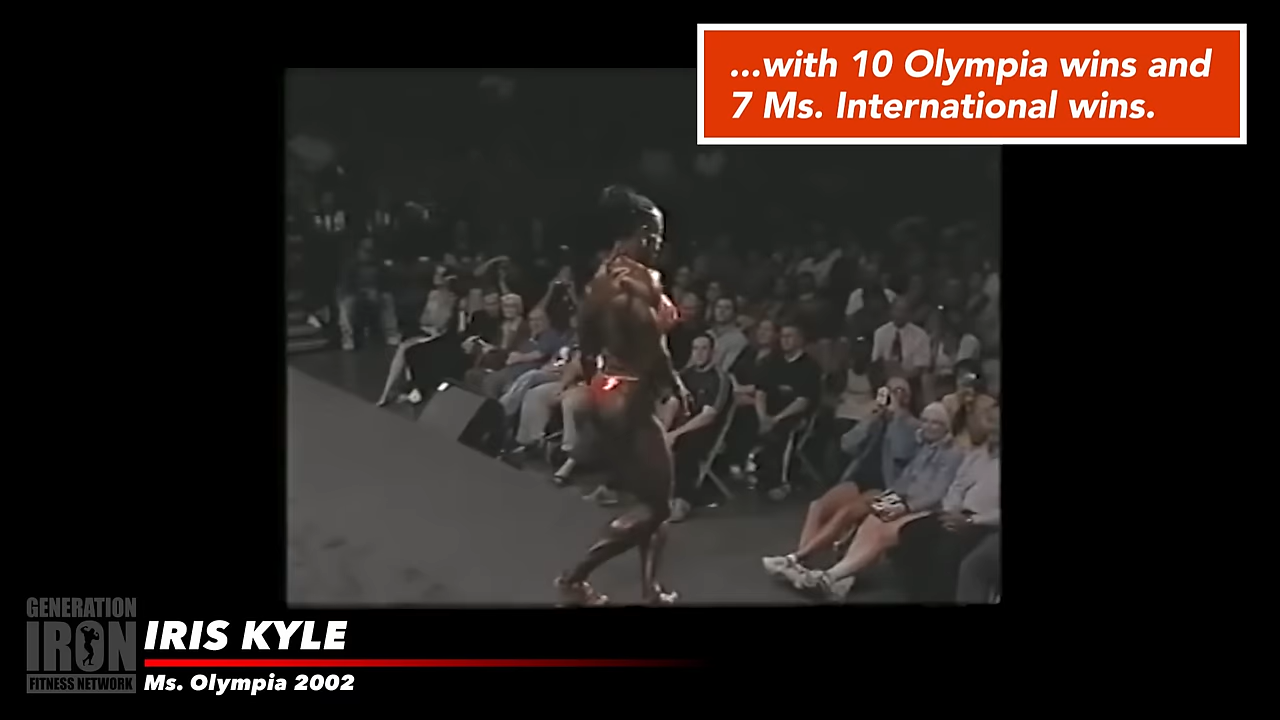 ...with 10 Olympia wins and
7 Ms. International wins.
GENERATION
IRON
FITNESS NETWORK
IRIS KYLE
Ms. Olympia 2002